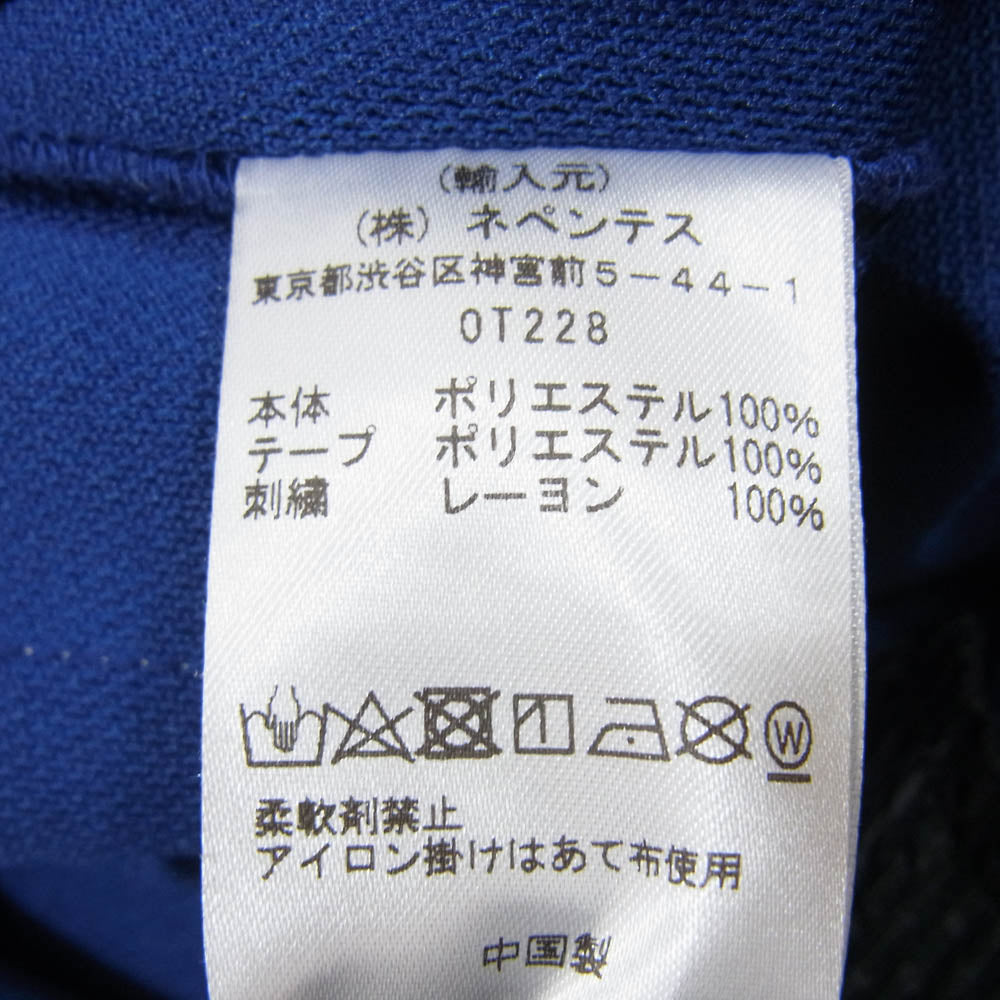 (輸入元)
(株) ネペンテス
東京都渋谷区神宮前5-44-1
OT228
本体 ポリエステル100%
テープ ポリエステル100%
刺繍 レーヨン 100%
W
柔軟剤禁止
アイロン掛けはあて布使用
中国製